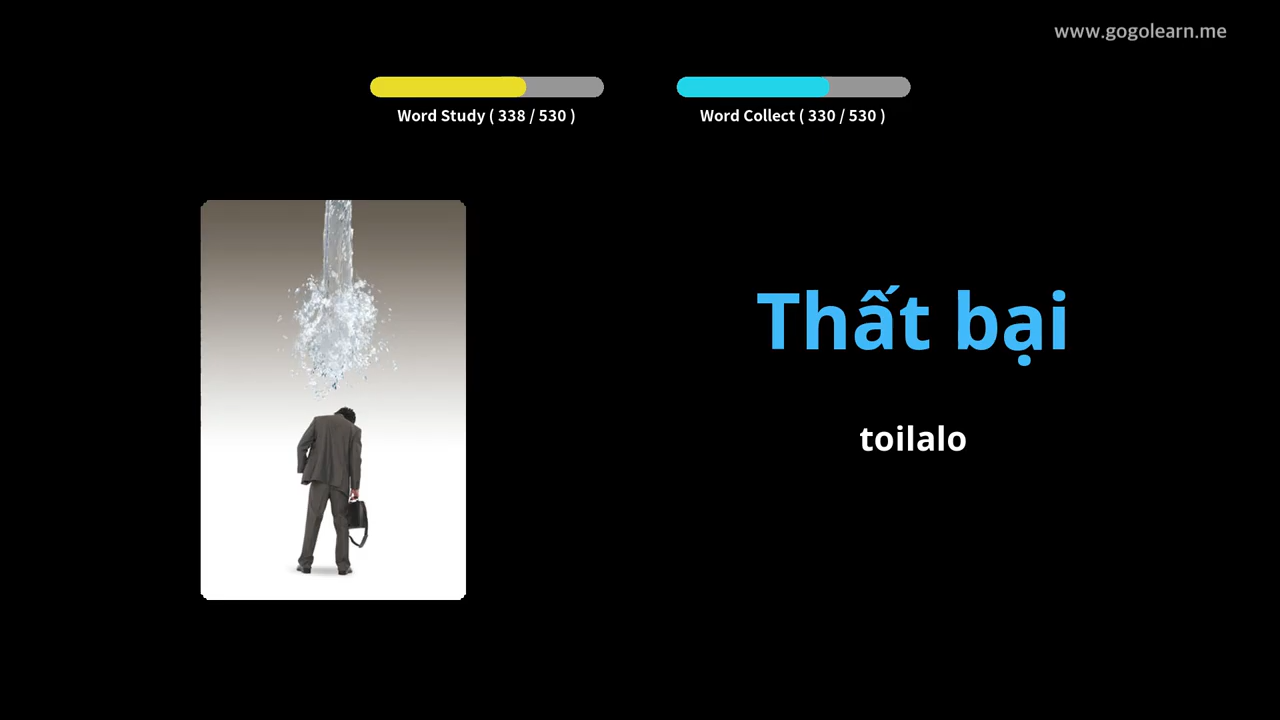 www.gogolearn.me
Word Study ( 338 / 530 )
Word Collect ( 330 / 530 )
Thất bại
toilalo